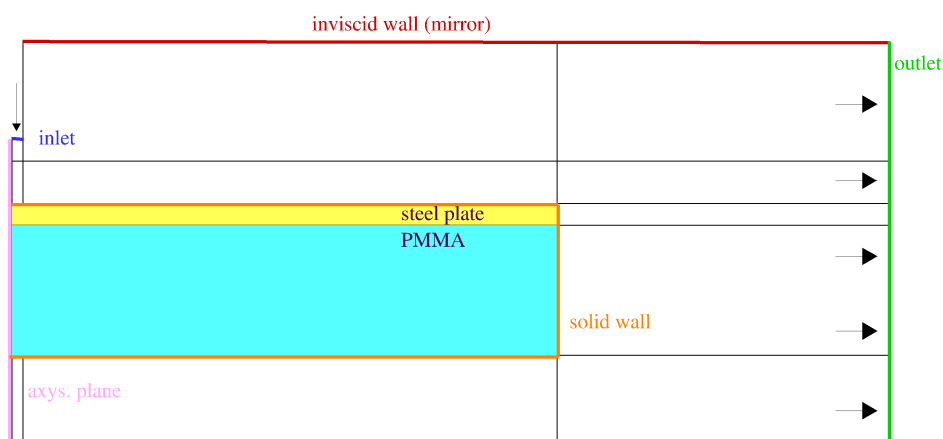 inviscid wall (mirror)
outlet
inlet
steel plate
PMMA
solid wall
axys. plane